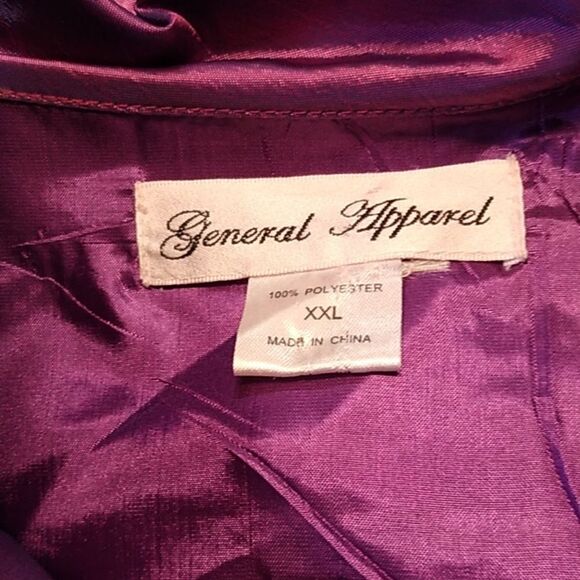 General Apparel
100% POLYESTER
XXL
MADE IN CHINA